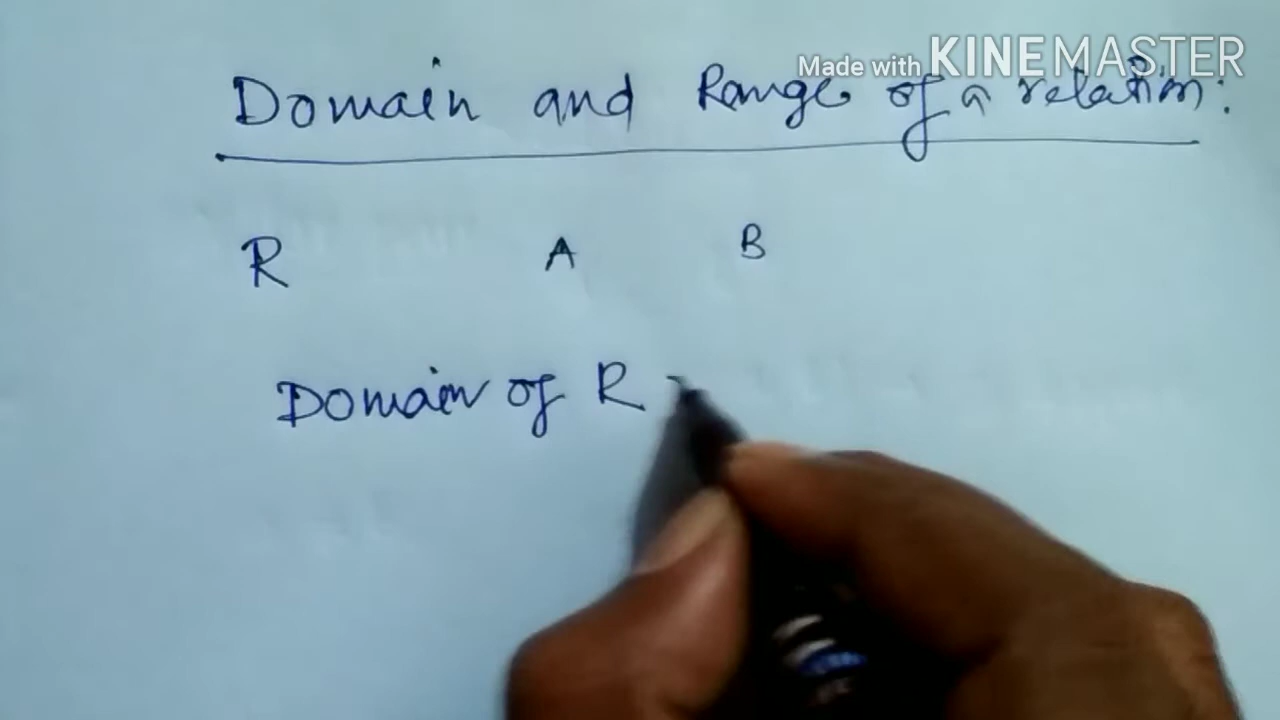 Made with KINEMASTER
Domain and Range of a relation:
R A B
Domain of R